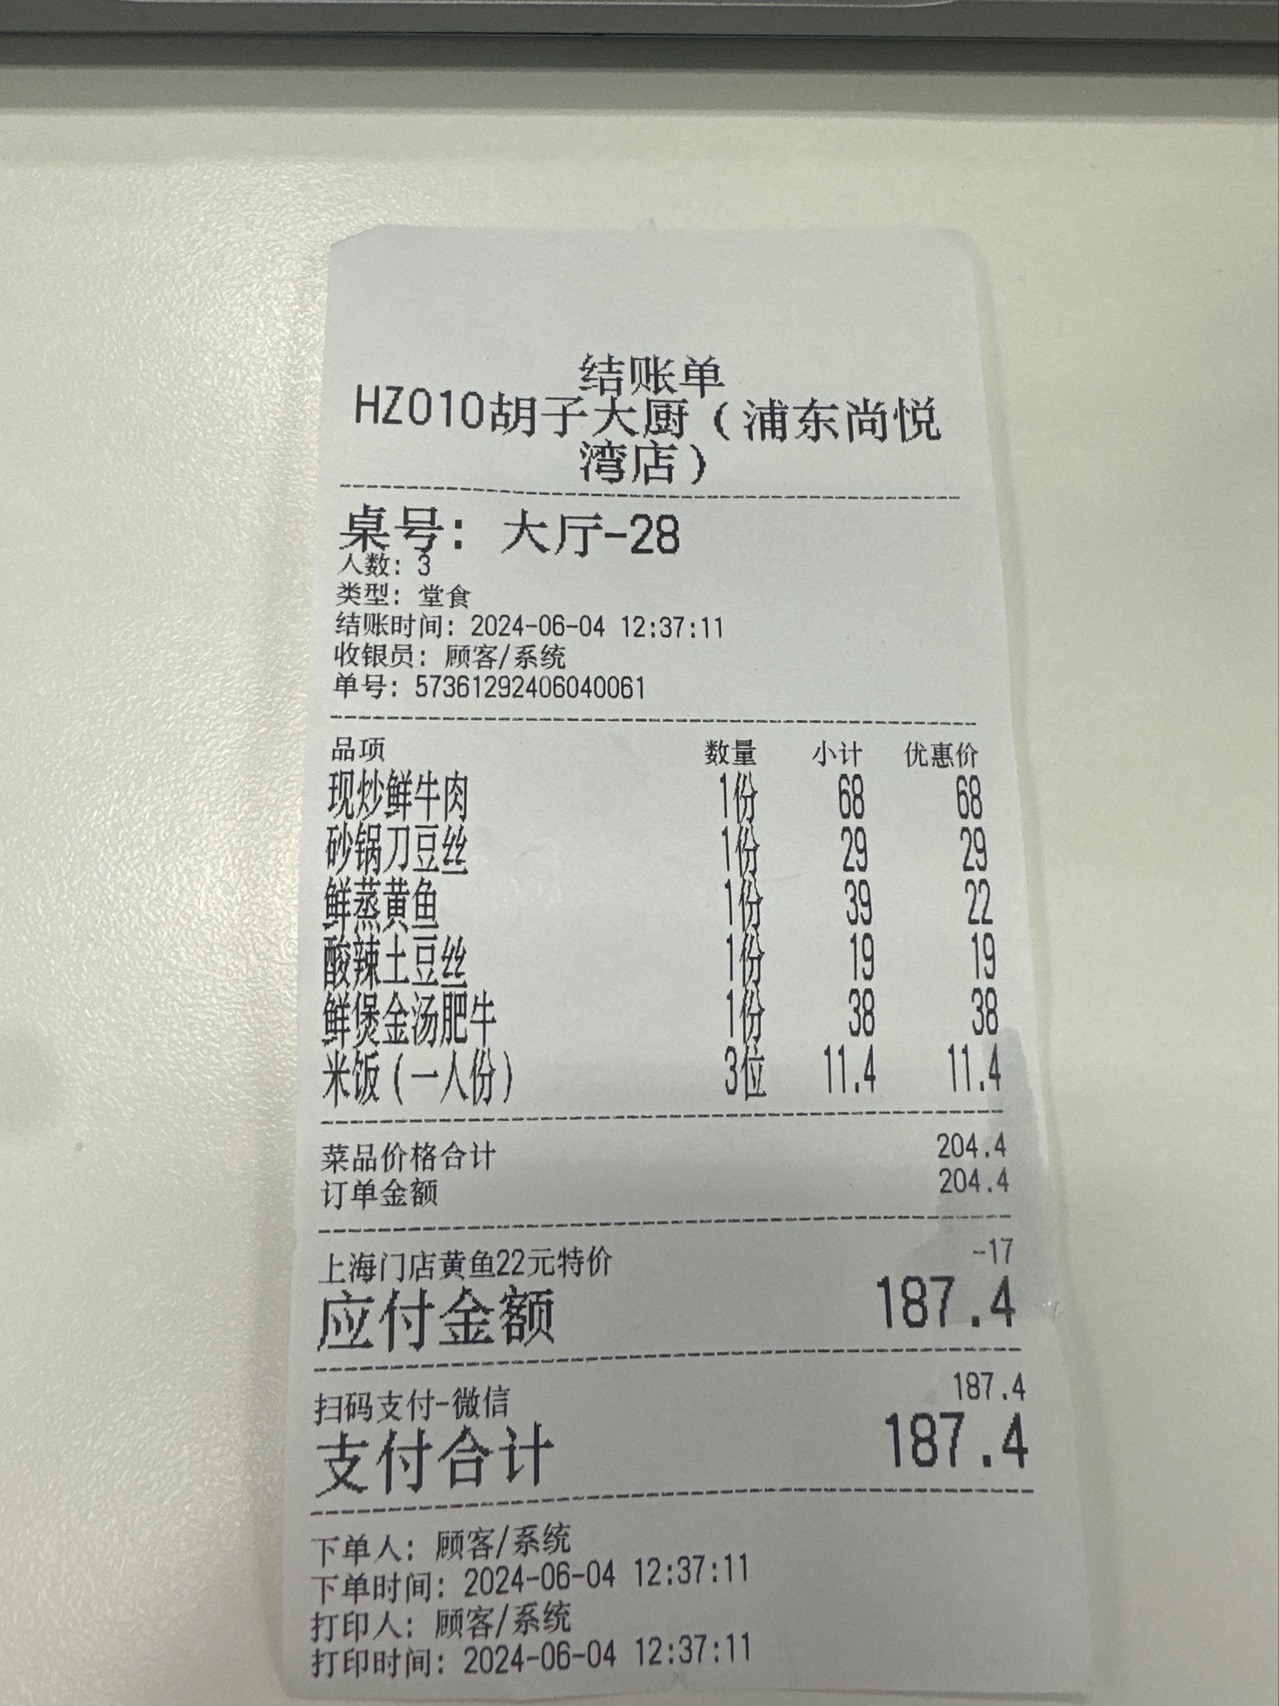 结账单
HZ010胡子大厨（浦东尚悦
湾店）
桌号：大厅-28
人数：3
类型：堂食
结账时间：2024-06-04 12:37:11
收银员：顾客/系统
单号：57361292406040061
品项 数量 小计 优惠价
现炒鲜牛肉 1份 68 68
砂锅刀豆丝 1份 29 29
鲜蒸黄鱼 1份 39 22
酸辣土豆丝 1份 19 19
鲜煲金汤肥牛 1份 38 38
米饭（一人份） 3位 11.4 11.4
菜品价格合计 204.4
订单金额 204.4
上海门店黄鱼22元特价 -17
应付金额 187.4
扫码支付-微信 187.4
支付合计 187.4
下单人：顾客/系统
下单时间：2024-06-04 12:37:11
打印人：顾客/系统
打印时间：2024-06-04 12:37:11